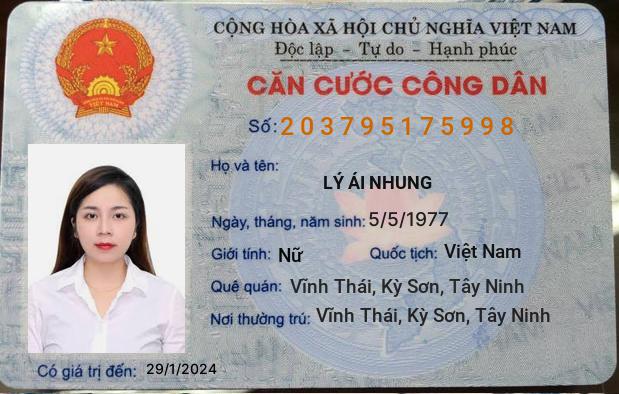 CỘNG HÒA XÃ HỘI CHỦ NGHĨA VIỆT NAM
Độc lập - Tự do - Hạnh phúc
CĂN CƯỚC CÔNG DÂN
Số: 203795175998
Họ và tên:
LÝ ÁI NHUNG
Ngày, tháng, năm sinh: 5/5/1977
Giới tính: Nữ Quốc tịch: Việt Nam
Quê quán: Vĩnh Thái, Kỳ Sơn, Tây Ninh
Nơi thường trú: Vĩnh Thái, Kỳ Sơn, Tây Ninh
Có giá trị đến: 29/1/2024
VIỆT NAM